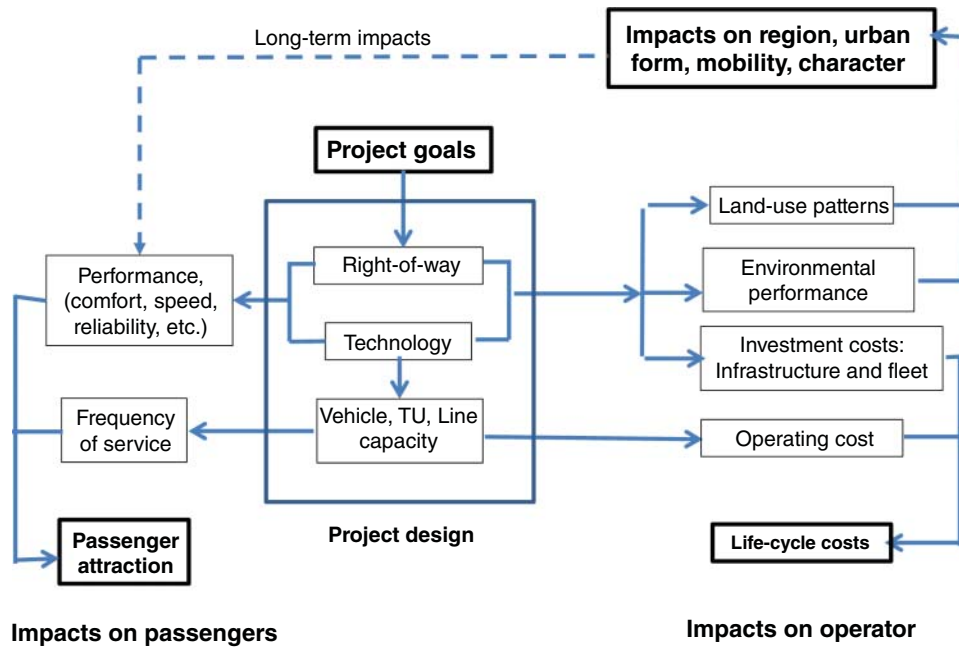 Long-term impacts
Impacts on region, urban
form, mobility, character
Project goals
Land-use patterns
Right-of-way
Performance,
(comfort, speed,
reliability, etc.)
Environmental
performance
Technology
Investment costs:
Infrastructure and fleet
Frequency
of service
Vehicle, TU, Line
capacity
Operating cost
Project design
Passenger
attraction
Life-cycle costs
Impacts on passengers
Impacts on operator